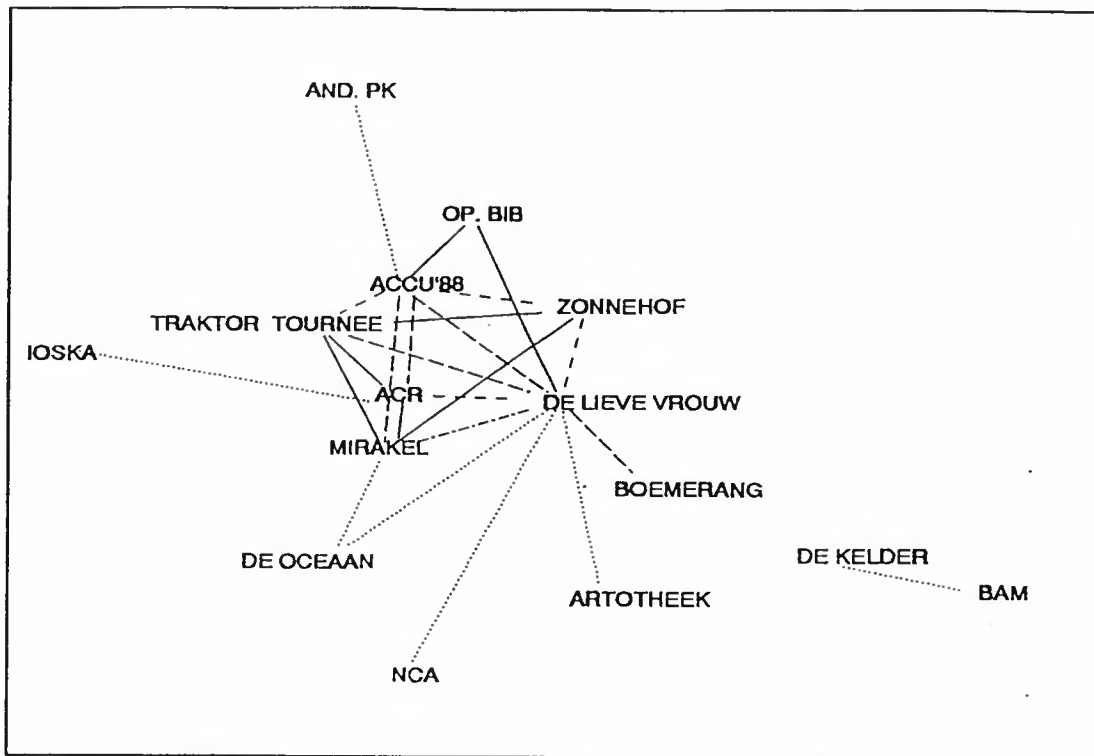 AND. PK
OP. BIB
ACCU'88
ZONNEHOF
TRAKTOR TOURNEE
IOSKA
ACR
DE LIEVE VROUW
MIRAKEL
BOEMERANG
DE OCEAAN
DE KELDER
ARTOTHEEK
BAM
NCA